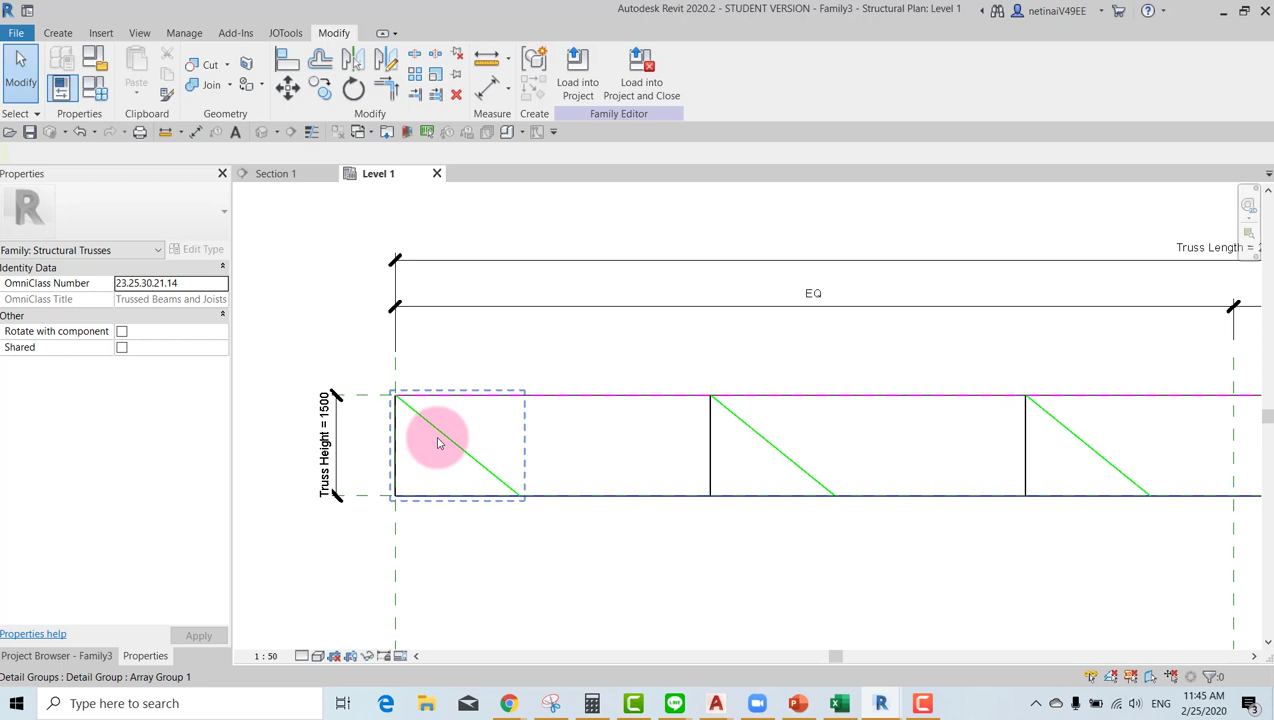 Autodesk Revit 2020.2 - STUDENT VERSION - Family3 - Structural Plan: Level 1
netinaiV49EE
File Create Insert View Manage Add-Ins JOTools Modify
Modify
Paste
Cut
Join
Load into
Project
Load into
Project and Close
Select Properties Clipboard Geometry Modify Measure Create Family Editor
Properties
Section 1
Level 1
R
Family: Structural Trusses
Edit Type
Identity Data
OmniClass Number 23.25.30.21.14
OmniClass Title Trussed Beams and Joists
Other
Rotate with component
Shared
Truss Length = 2
EQ
Truss Height = 1500
Properties help
Apply
Project Browser - Family3 Properties
1 : 50
Detail Groups : Detail Group : Array Group 1
:0
Type here to search
ENG
11:45 AM
2/25/2020
3